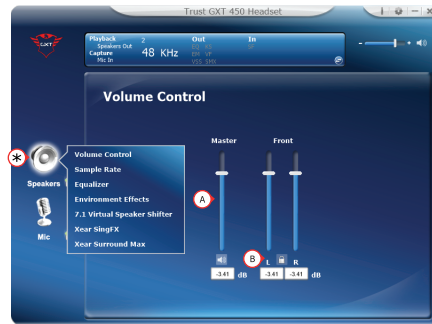 Trust GXT 450 Headset
GXT
Playback 2 Out In
Speakers Out
Capture 48 KHz
Mic In
Volume Control
Master Front
*
Volume Control
Sample Rate
Equalizer
Environment Effects
7.1 Virtual Speaker Shifter
Xear SingFX
Xear Surround Max
Speakers
Mic
A
B
L R
-3.41 dB -3.41 -3.41 dB